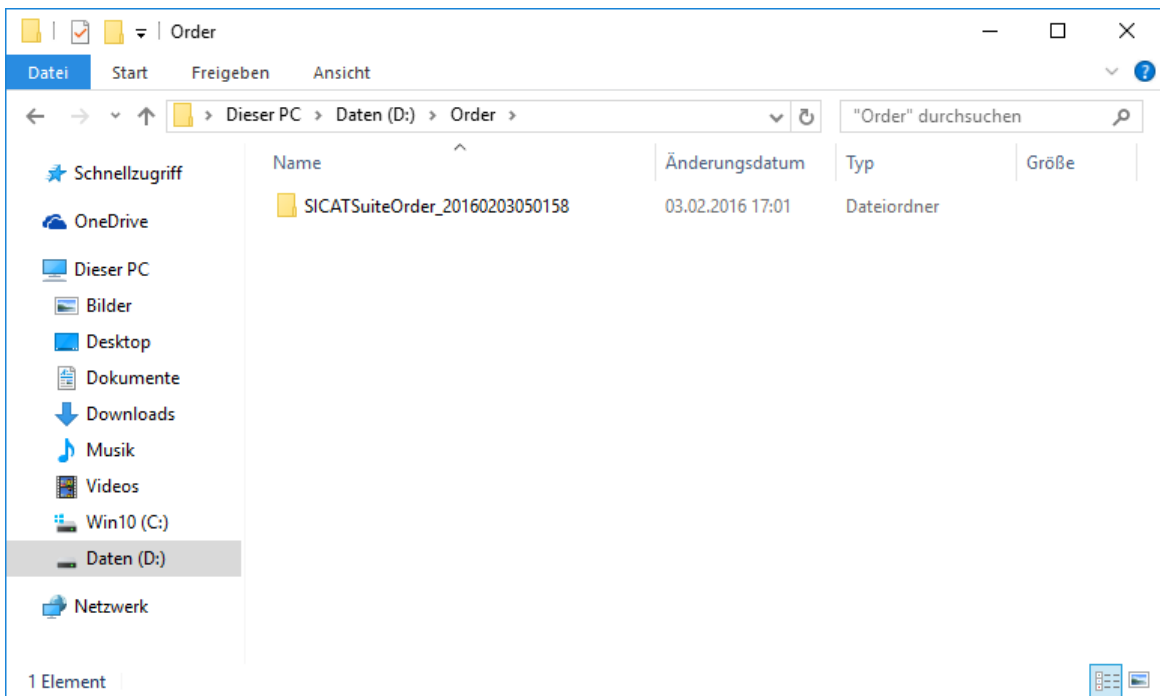 Order
Datei Start Freigeben Ansicht
Dieser PC Daten (D:) Order "Order" durchsuchen
Name Änderungsdatum Typ Größe
SICATSuiteOrder_20160203050158 03.02.2016 17:01 Dateiordner
Schnellzugriff
OneDrive
Dieser PC
Bilder
Desktop
Dokumente
Downloads
Musik
Videos
Win10 (C:)
Daten (D:)
Netzwerk
1 Element